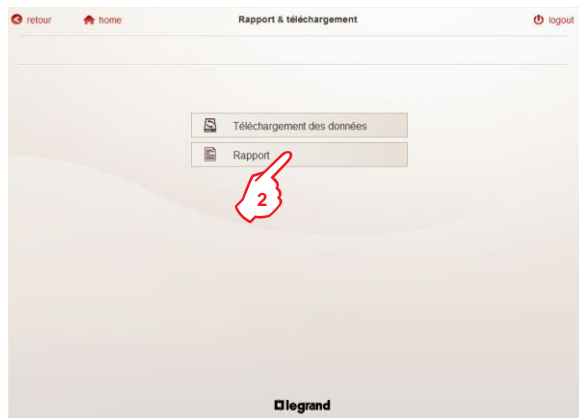 retour home Rapport & téléchargement logout
Téléchargement des données
Rapport
2
legrand